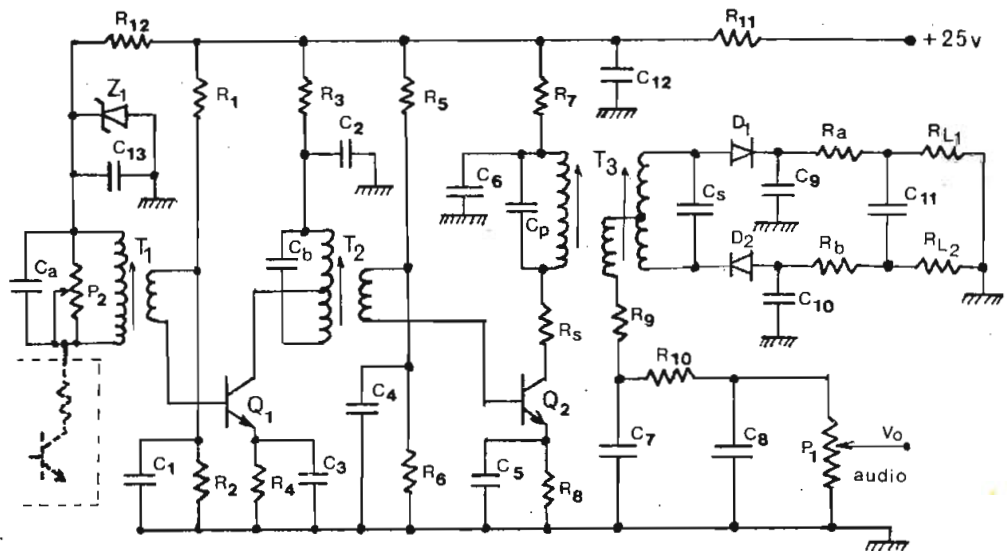 R12
R11
+25v
Z1
R1
R3
R5
R7
C12
C13
C2
C6
T3
D1
Ra
RL1
Ca
P2
T1
Cb
T2
Cp
Cs
C9
C11
D2
Rb
RL2
C10
Rs
R9
R10
Q1
C4
Q2
C7
C8
P1
Vo
audio
C1
R2
R4
C3
R6
C5
R8